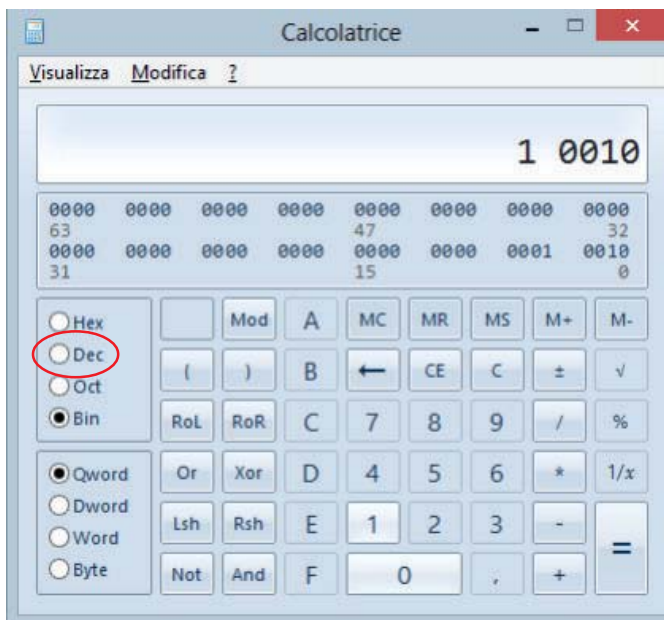 Calcolatrice
Visualizza Modifica ?
1 0010
0000 0000 0000 0000 0000 0000 0000 0000
63 47 32
0000 0000 0000 0000 0000 0000 0001 0010
31 15 0
Hex Mod A MC MR MS M+ M-
Dec ( ) B ← CE C ± √
Oct
Bin RoL RoR C 7 8 9 / %
Qword Or Xor D 4 5 6 * 1/x
Dword Lsh Rsh E 1 2 3 - =
Word
Byte Not And F 0 , +